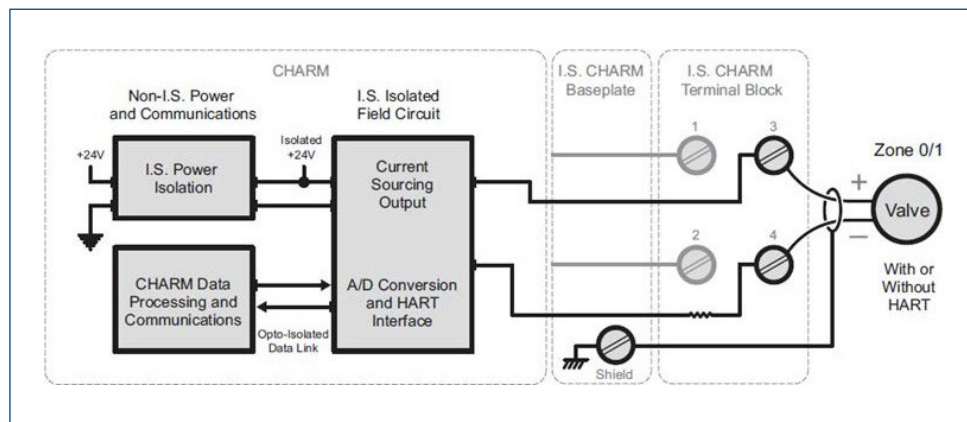 CHARM
I.S. CHARM
Baseplate
I.S. CHARM
Terminal Block
Non-I.S. Power
and Communications
I.S. Isolated
Field Circuit
+24V
I.S. Power
Isolation
Isolated
+24V
Current
Sourcing
Output
1
3
Zone 0/1
+
Valve
−
2
4
CHARM Data
Processing and
Communications
A/D Conversion
and HART
Interface
With or
Without
HART
Opto-Isolated
Data Link
Shield